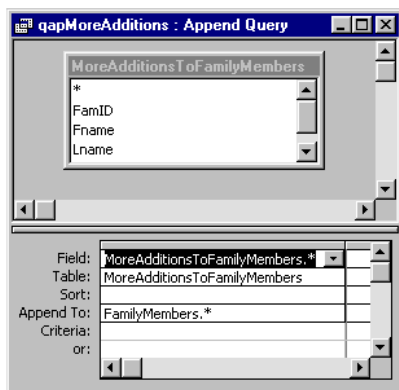 qapMoreAdditions : Append Query
MoreAdditionsToFamilyMembers
*
FamID
Fname
Lname
Field: MoreAdditionsToFamilyMembers.*
Table: MoreAdditionsToFamilyMembers
Sort:
Append To: FamilyMembers.*
Criteria:
or: